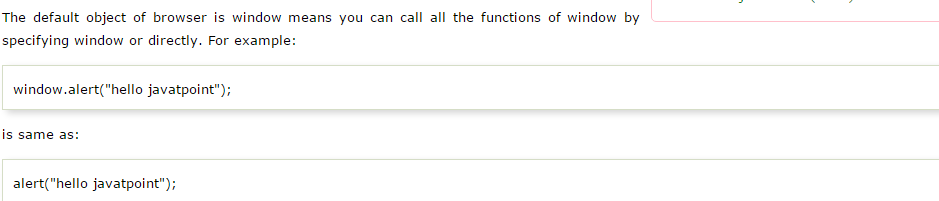 The default object of browser is window means you can call all the functions of window by
specifying window or directly. For example:
window.alert("hello javatpoint");
is same as:
alert("hello javatpoint");